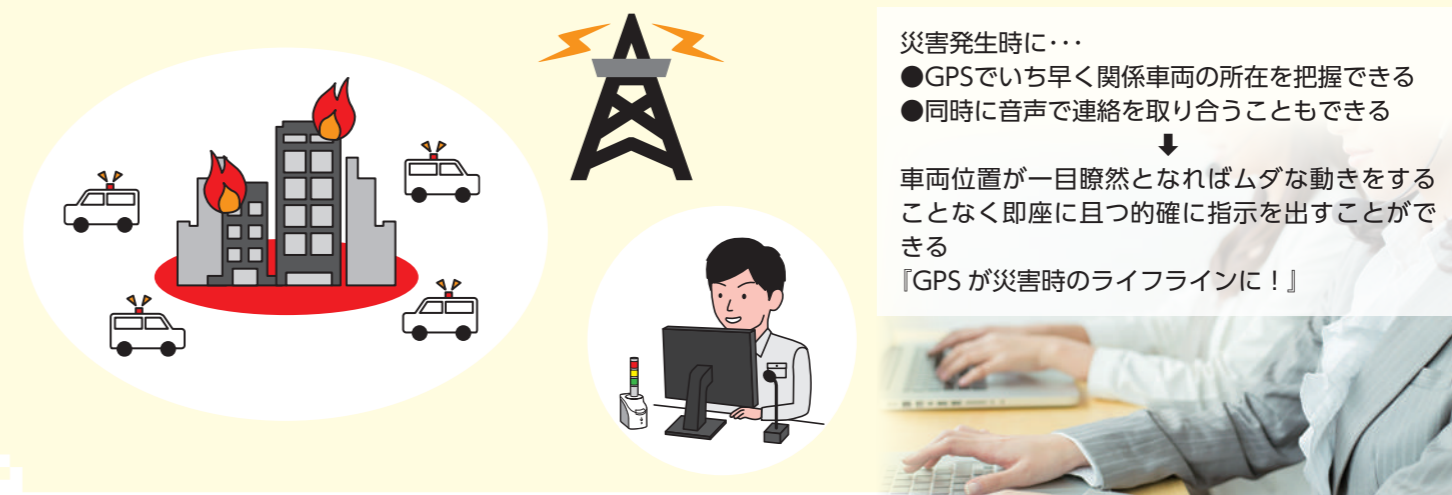 災害発生時に･･･
●GPSでいち早く関係車両の所在を把握できる
●同時に音声で連絡を取り合うこともできる
⬇
車両位置が一目瞭然となればムダな動きをする
ことなく即座に且つ的確に指示を出すことがで
きる
『GPS が災害時のライフラインに！』